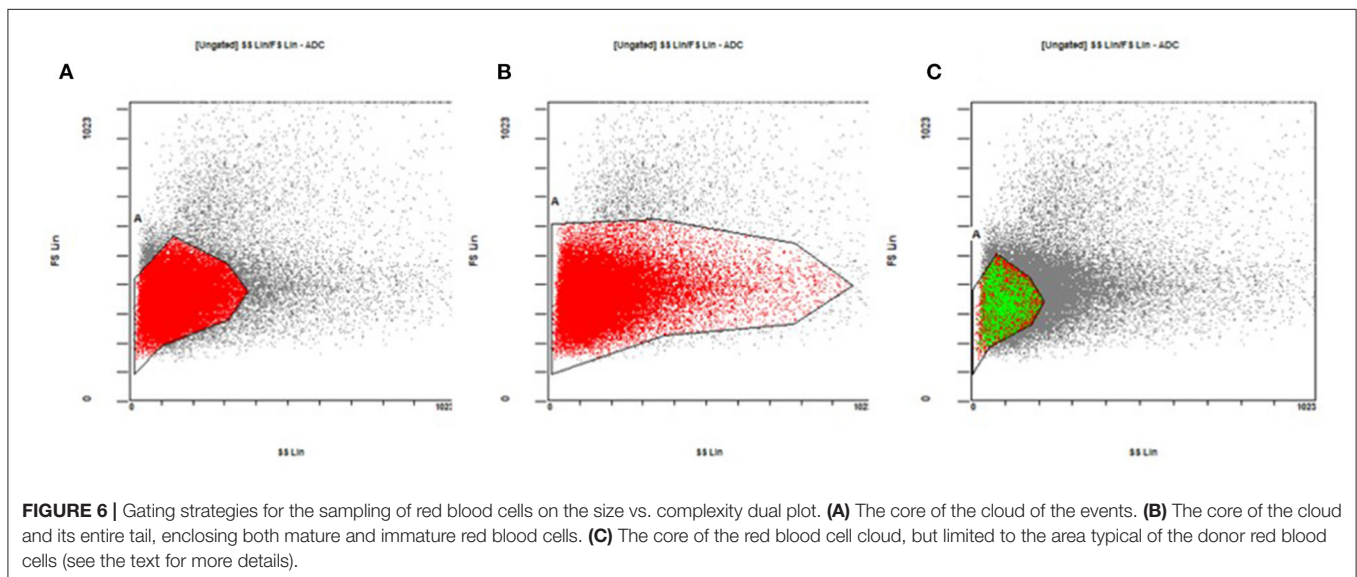 [Ungated] SS Lin/FS Lin - ADC
[Ungated] SS Lin/FS Lin - ADC
[Ungated] SS Lin/FS Lin - ADC
A
B
C
1023
A
FS Lin
0
0
1023
SS Lin
1023
A
FS Lin
0
0
102
SS Lin
1023
A
FS Lin
0
0
1023
SS Lin
FIGURE 6 | Gating strategies for the sampling of red blood cells on the size vs. complexity dual plot. (A) The core of the cloud of the events. (B) The core of the cloud
and its entire tail, enclosing both mature and immature red blood cells. (C) The core of the red blood cell cloud, but limited to the area typical of the donor red blood
cells (see the text for more details).